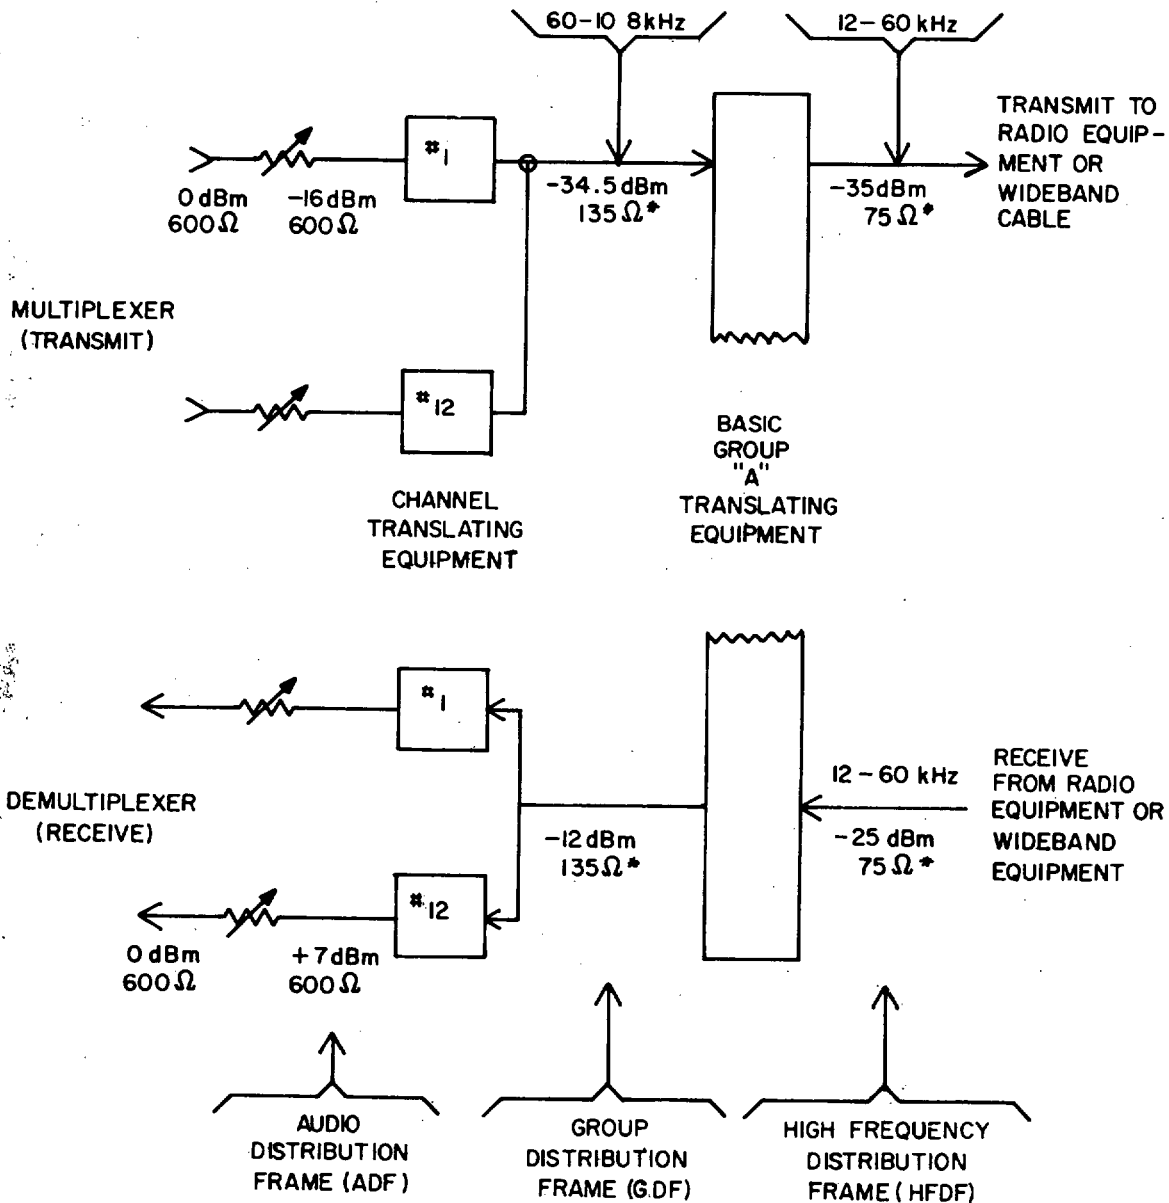 60-10 8kHz
12-60 kHz
#1
0 dBm
600Ω
-16dBm
600Ω
-34.5dBm
135Ω*
-35dBm
75Ω*
TRANSMIT TO
RADIO EQUIP-
MENT OR
WIDEBAND
CABLE
MULTIPLEXER
(TRANSMIT)
#12
CHANNEL
TRANSLATING
EQUIPMENT
BASIC
GROUP
"A"
TRANSLATING
EQUIPMENT
#1
DEMULTIPLEXER
(RECEIVE)
-12dBm
135Ω*
12-60 kHz
-25 dBm
75Ω*
RECEIVE
FROM RADIO
EQUIPMENT OR
WIDEBAND
EQUIPMENT
#12
0 dBm
600Ω
+7dBm
600Ω
AUDIO
DISTRIBUTION
FRAME (ADF)
GROUP
DISTRIBUTION
FRAME (G.DF)
HIGH FREQUENCY
DISTRIBUTION
FRAME (HFDF)